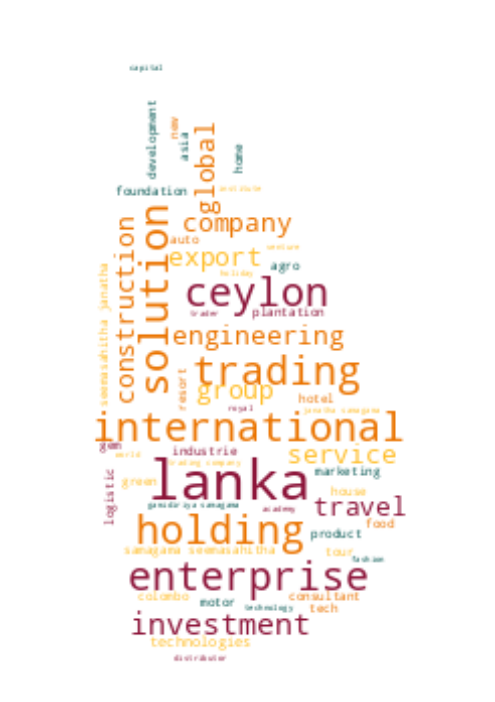 capital
development
new
asia
global
home
foundation
institute
company
auto
export
venture
construction
solution
holiday
agro
seemasahitha janatha
ceylon
trader
plantation
engineering
trading
resort
group
hotel
royal
janatha samagama
international
industrie
service
world
trading company
marketing
lanka
logistic
green
house
gamidiraya samagama
academy
travel
holding
food
product
samagama seemasahitha
tour
fashion
enterprise
colombo
motor
consultant
technology
tech
investment
technologies
distributor